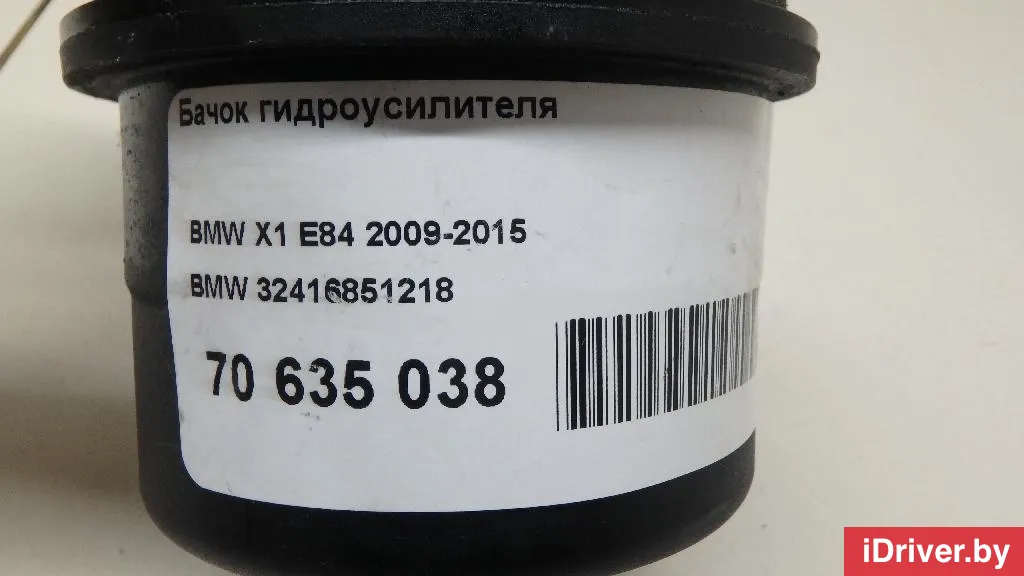 Бачок гидроусилителя
BMW X1 E84 2009-2015
BMW 32416851218
70 635 038
iDriver.by